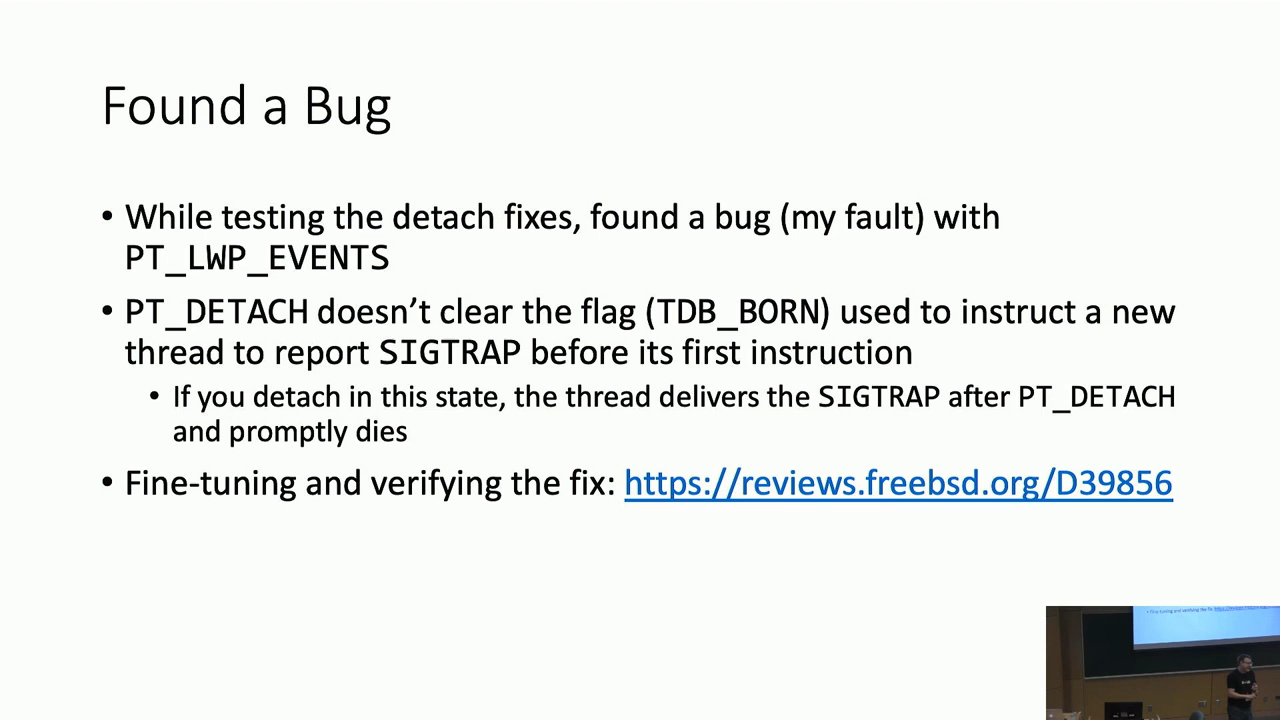 Found a Bug
• While testing the detach fixes, found a bug (my fault) with
PT_LWP_EVENTS
• PT_DETACH doesn’t clear the flag (TDB_BORN) used to instruct a new
thread to report SIGTRAP before its first instruction
• If you detach in this state, the thread delivers the SIGTRAP after PT_DETACH
and promptly dies
• Fine-tuning and verifying the fix: https://reviews.freebsd.org/D39856